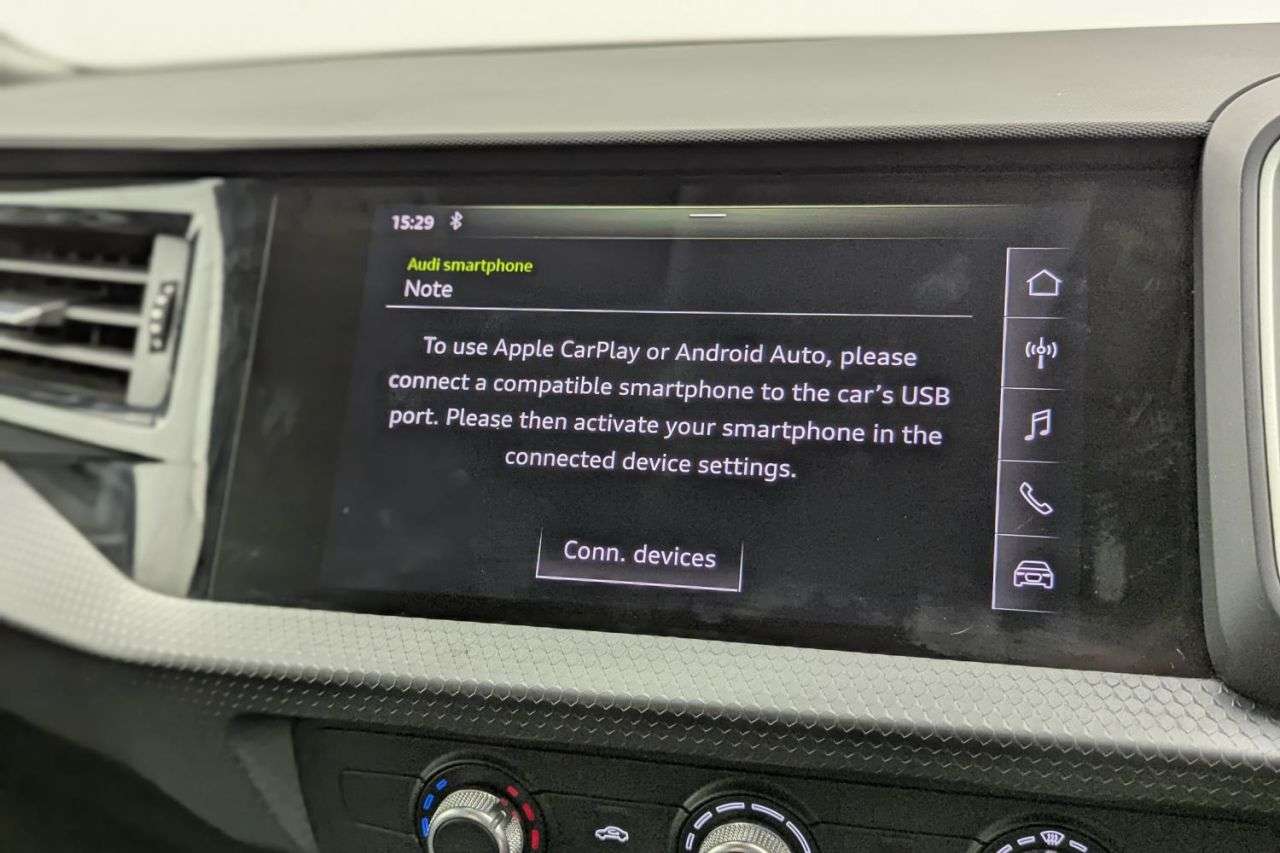 15:29
Audi smartphone
Note
To use Apple CarPlay or Android Auto, please
connect a compatible smartphone to the car's USB
port. Please then activate your smartphone in the
connected device settings.
Conn. devices